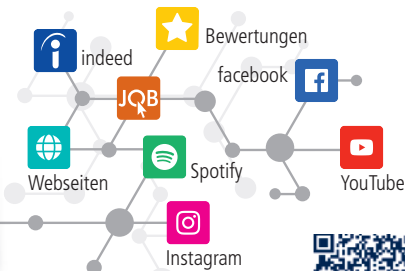 Bewertungen
indeed
facebook
JOB
Webseiten
Spotify
YouTube
Instagram